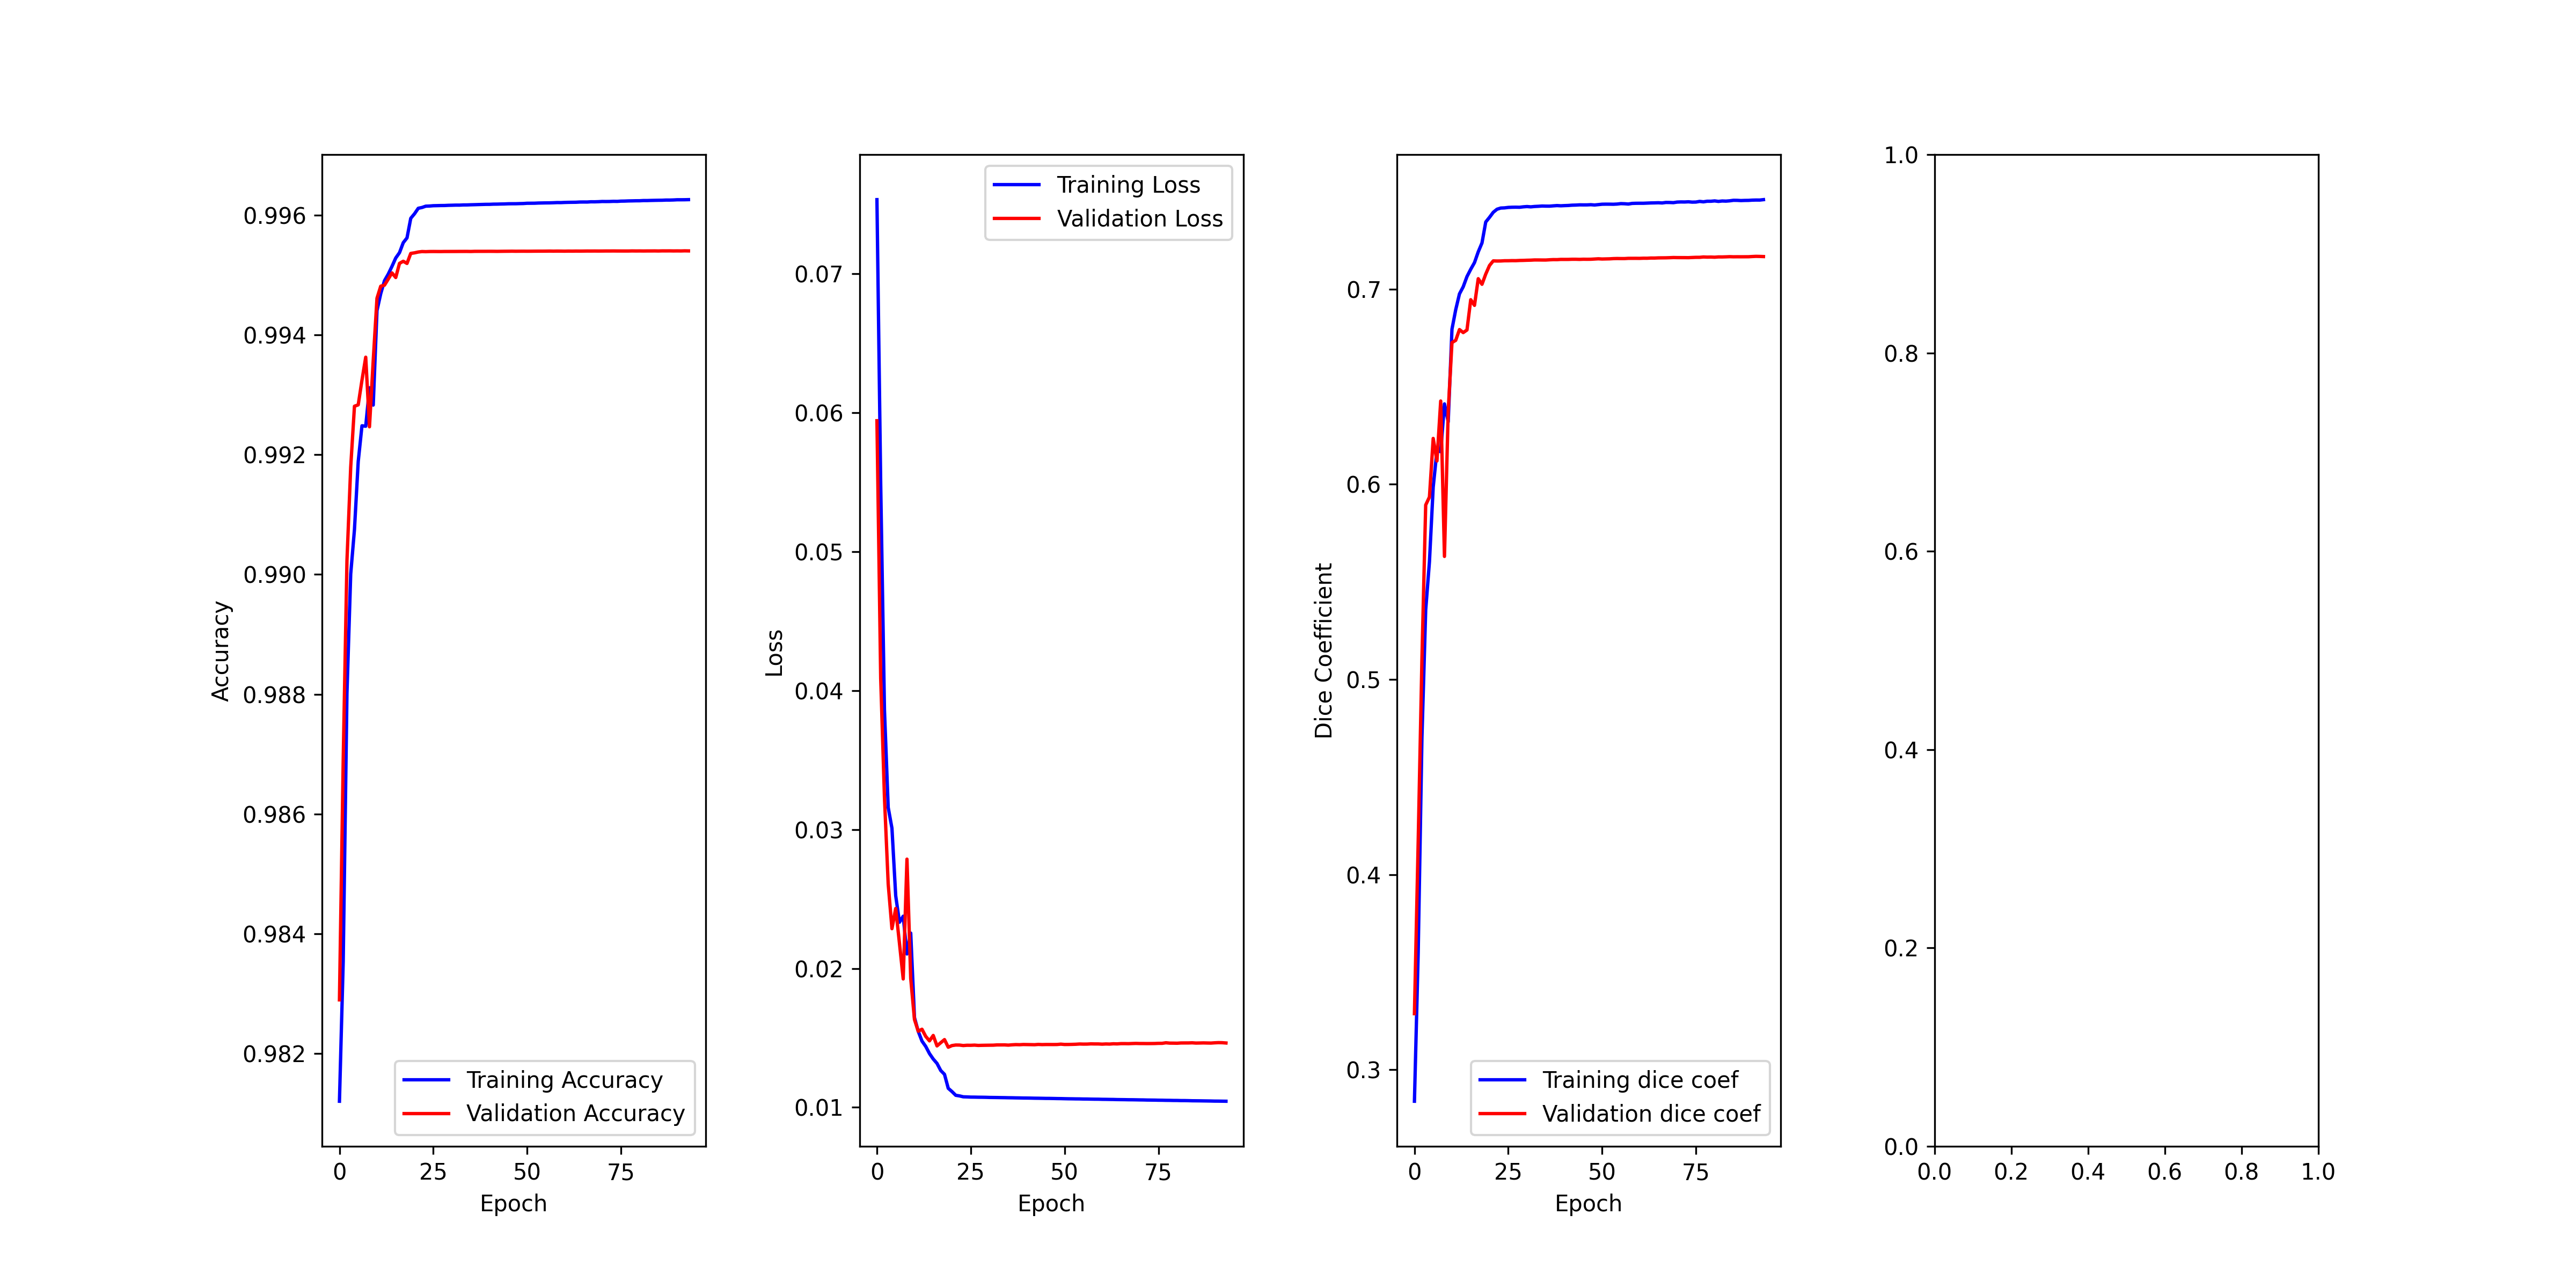 0.996
0.994
0.992
0.990
0.988
0.986
0.984
0.982
Accuracy
Training Accuracy
Validation Accuracy
0 25 50 75
Epoch
Training Loss
Validation Loss
0.07
0.06
0.05
0.04
0.03
0.02
0.01
Loss
0 25 50 75
Epoch
0.7
0.6
0.5
0.4
0.3
Dice Coefficient
Training dice coef
Validation dice coef
0 25 50 75
Epoch
1.0
0.8
0.6
0.4
0.2
0.0
0.0 0.2 0.4 0.6 0.8 1.0